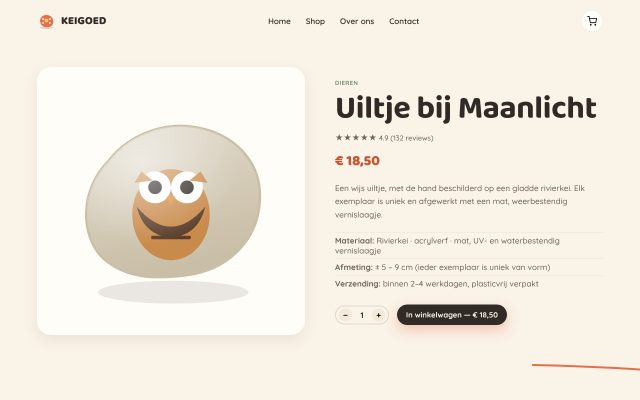 KEIGOED
Home Shop Over ons Contact
DIEREN
Uiltje bij Maanlicht
★★★★★ 4.9 (132 reviews)
€ 18,50
Een wijs uiltje, met de hand beschilderd op een gladde rivierkei. Elk
exemplaar is uniek en afgewerkt met een mat, weerbestendig
vernislaagje.
Materiaal: Rivierkei · acrylverf · mat, UV- en waterbestendig
vernislaagje
Afmeting: ± 5 – 9 cm (ieder exemplaar is uniek van vorm)
Verzending: binnen 2–4 werkdagen, plasticvrij verpakt
− 1 + In winkelwagen — € 18,50